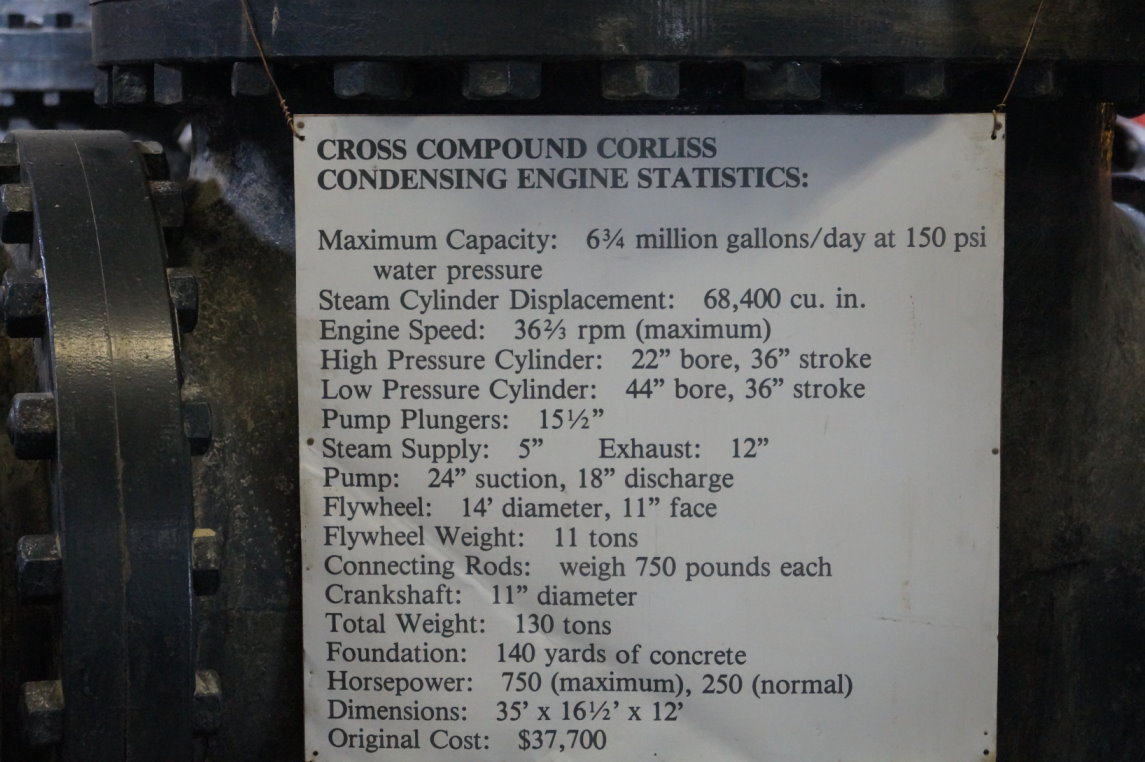 CROSS COMPOUND CORLISS
CONDENSING ENGINE STATISTICS:
Maximum Capacity: 6¾ million gallons/day at 150 psi
water pressure
Steam Cylinder Displacement: 68,400 cu. in.
Engine Speed: 36⅔ rpm (maximum)
High Pressure Cylinder: 22” bore, 36” stroke
Low Pressure Cylinder: 44” bore, 36” stroke
Pump Plungers: 15½”
Steam Supply: 5” Exhaust: 12”
Pump: 24” suction, 18” discharge
Flywheel: 14’ diameter, 11” face
Flywheel Weight: 11 tons
Connecting Rods: weigh 750 pounds each
Crankshaft: 11” diameter
Total Weight: 130 tons
Foundation: 140 yards of concrete
Horsepower: 750 (maximum), 250 (normal)
Dimensions: 35’ x 16½’ x 12’
Original Cost: $37,700